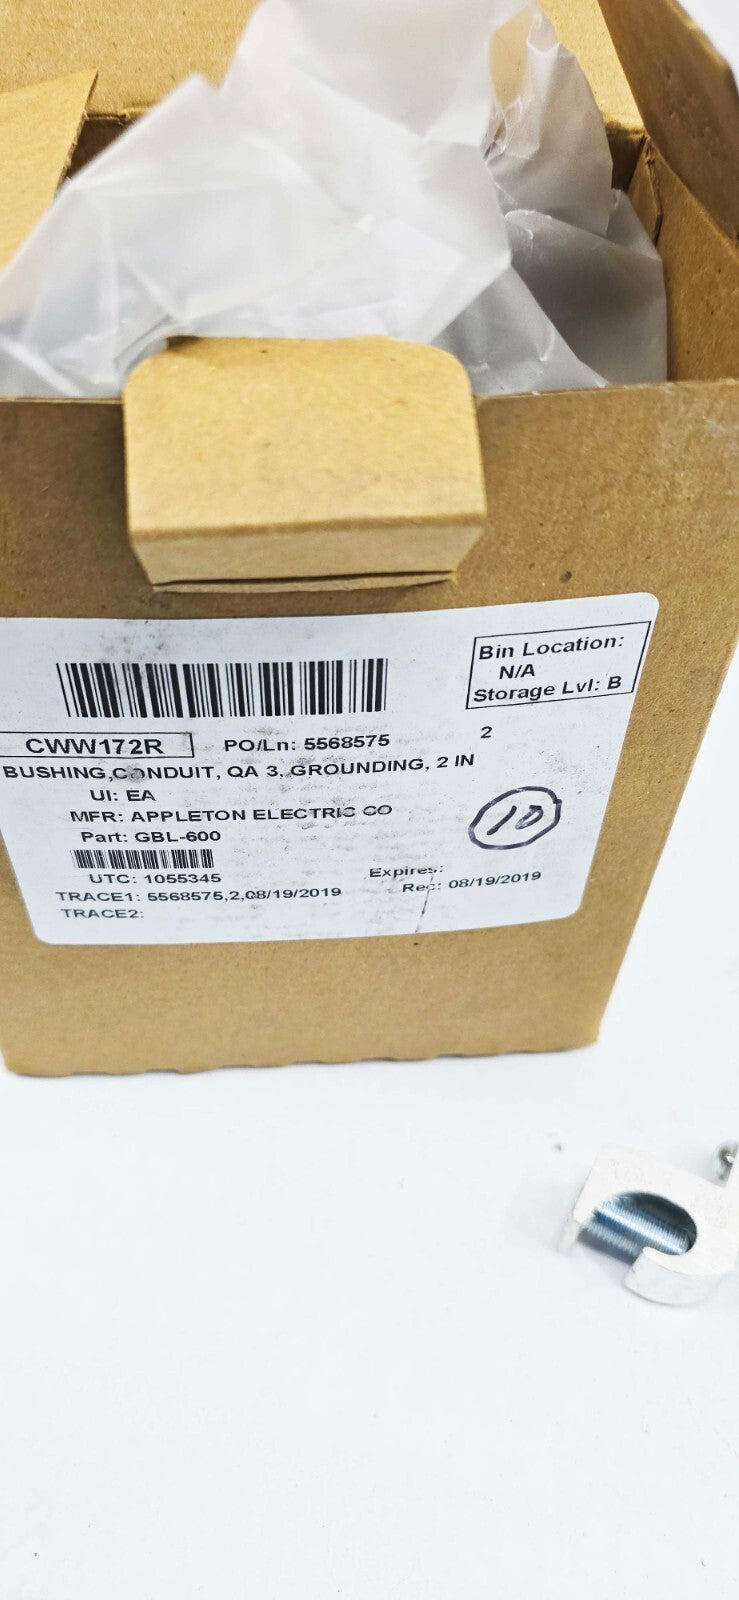 Bin Location:
N/A
Storage Lvl: B
CWW172R PO/Ln: 5568575 2
BUSHING,CONDUIT, QA 3, GROUNDING, 2 IN
UI: EA
MFR: APPLETON ELECTRIC CO
Part: GBL-600
10
UTC: 1055345 Expires:
TRACE1: 5568575,2,08/19/2019 Rec: 08/19/2019
TRACE2: